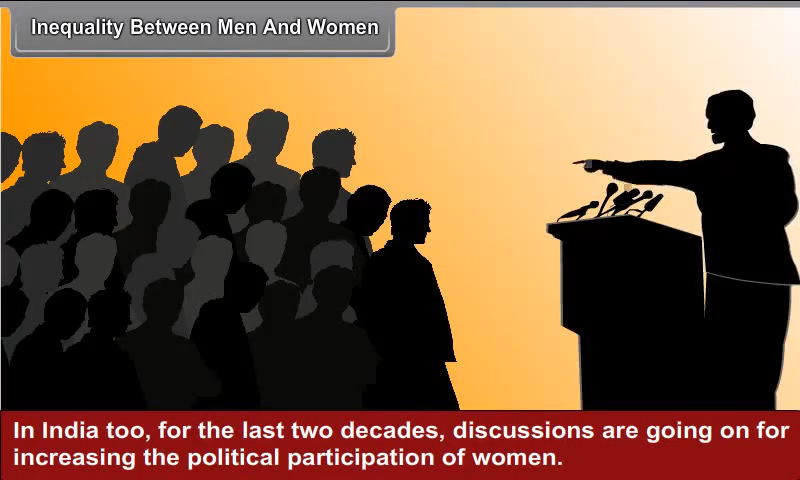 Inequality Between Men And Women
In India too, for the last two decades, discussions are going on for
increasing the political participation of women.